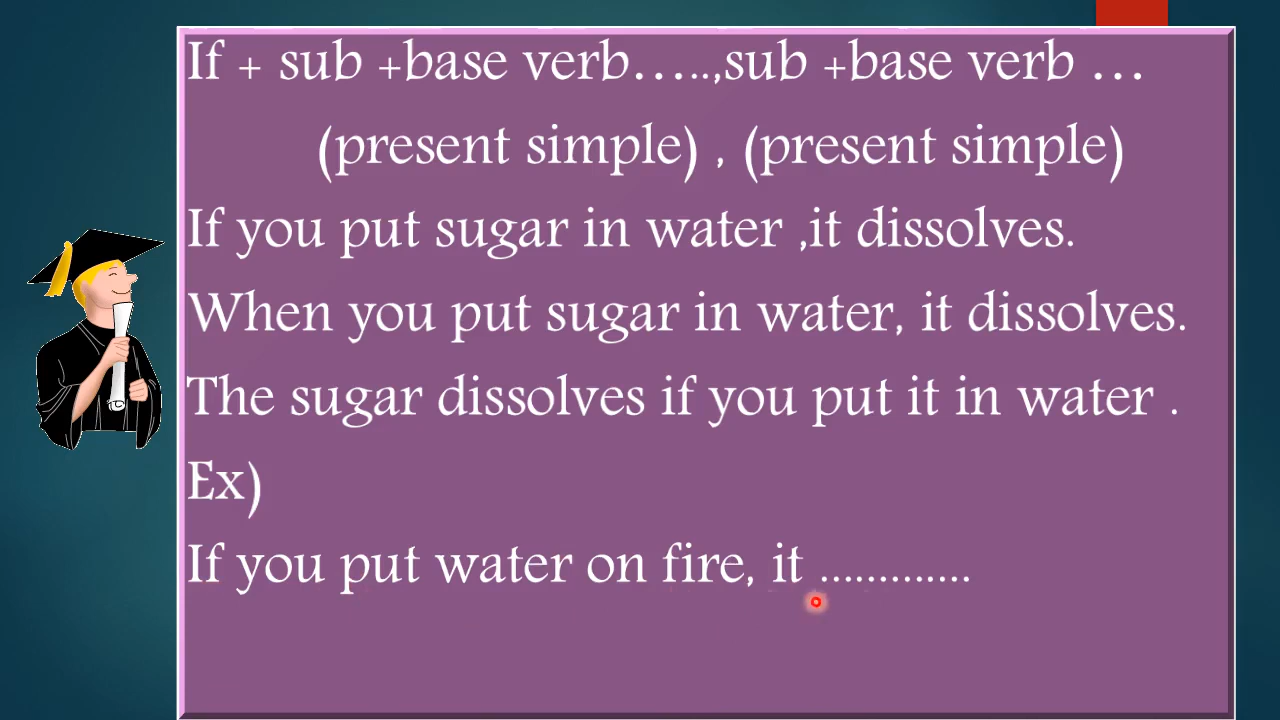 If + sub +base verb…..,sub +base verb …
(present simple) , (present simple)
If you put sugar in water ,it dissolves.
When you put sugar in water, it dissolves.
The sugar dissolves if you put it in water .
Ex)
If you put water on fire, it .............